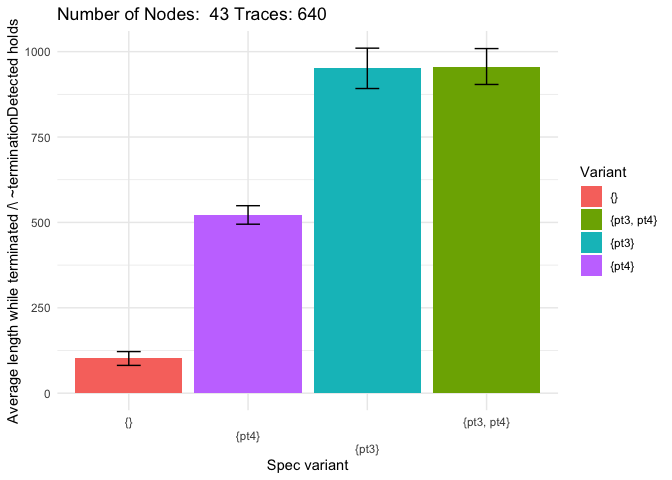 Number of Nodes:  43 Traces: 640
Average length while terminated /\ ~terminationDetected holds
1000
750
500
250
0
{}
{pt4}
{pt3}
{pt3, pt4}
Spec variant
Variant
{}
{pt3, pt4}
{pt3}
{pt4}